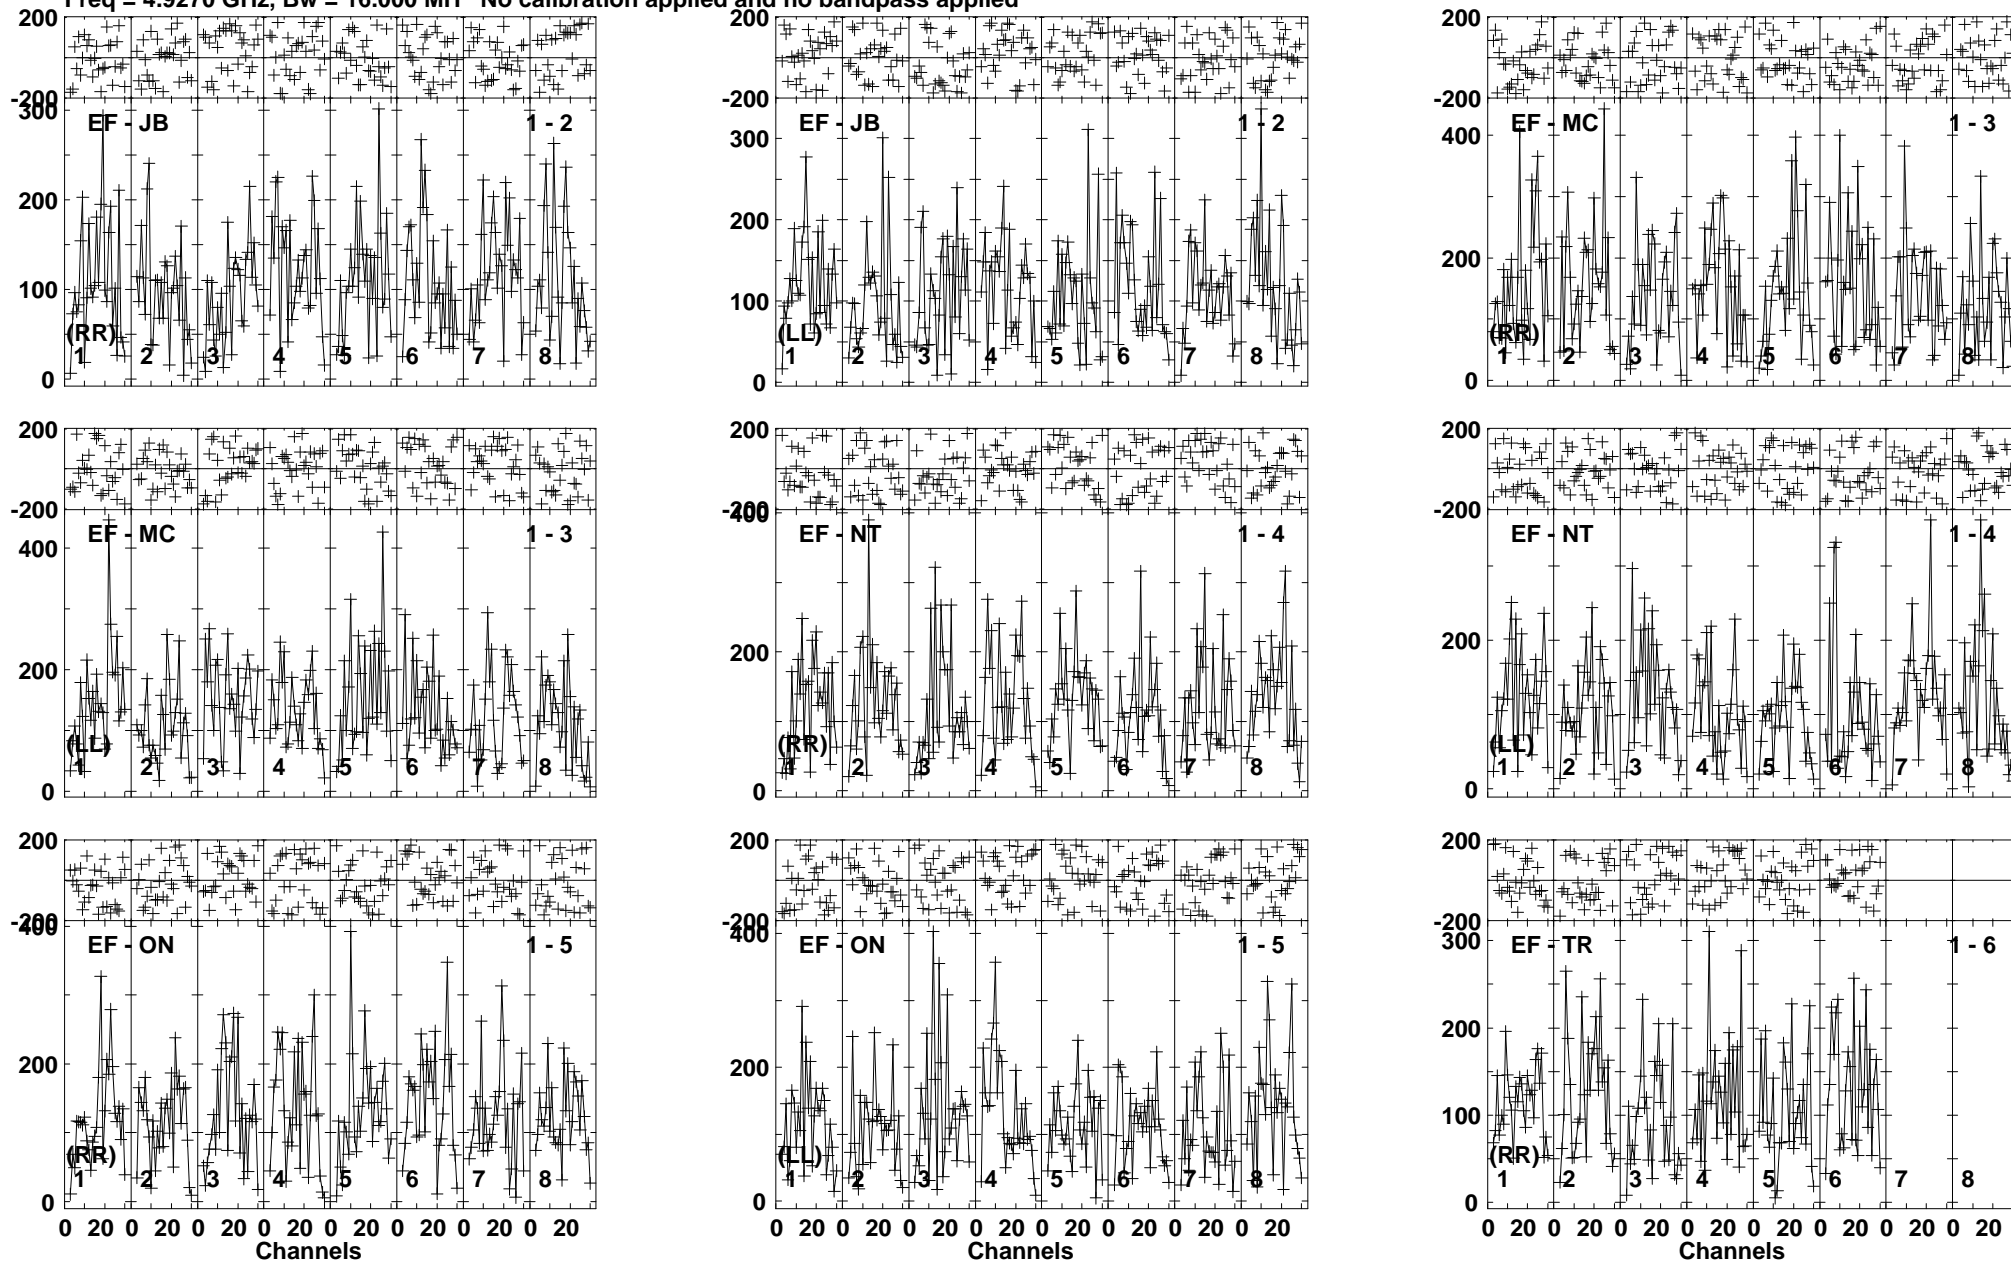 Freq = 4.9270 GHz, Bw = 16.000 MH No calibration applied and no bandpass applied
200 200 200
-200 -200 -200
300
EF - JB 1 - 2 EF - JB 1 - 2 EF - MC 1 - 3
300 400
200 200 200
100 100
(RR) (LL) (RR)
1 2 3 4 5 6 7 8 1 2 3 4 5 6 7 8 1 2 3 4 5 6 7 8
0 0 0
200 200 200
-200 -200 -200
400
EF - MC 1 - 3 EF - NT 1 - 4 EF - NT 1 - 4
400
200 200 200
(LL) (RR) (LL)
1 2 3 4 5 6 7 8 1 2 3 4 5 6 7 8 1 2 3 4 5 6 7 8
0 0 0
200 200 200
-200 -200 -200
400 400 300
EF - ON 1 - 5 EF - ON 1 - 5 EF - TR 1 - 6
200 200 200
100
(RR) (LL) (RR)
1 2 3 4 5 6 7 8 1 2 3 4 5 6 7 8 1 2 3 4 5 6 7 8
0 0 0
0 20 0 20 0 20 0 20 0 20 0 20 0 20 0 20 0 20 0 20 0 20 0 20 0 20 0 20 0 20 0 20 0 20 0 20 0 20 0 20 0 20 0 20 0 20 0 20
Channels Channels Channels